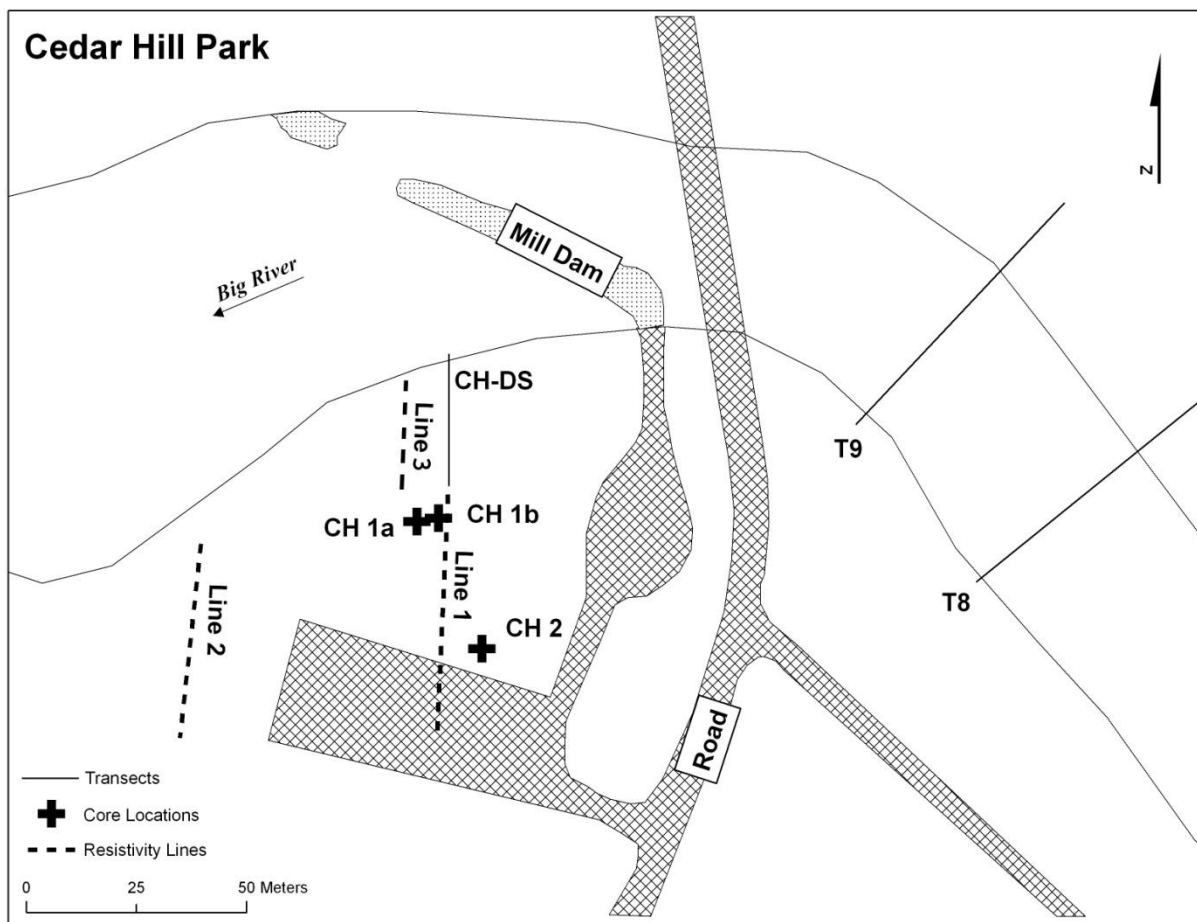 Cedar Hill Park
N
Mill Dam
Big River
CH-DS
Line 3
T9
CH 1a
CH 1b
Line 1
T8
Line 2
CH 2
Road
Transects
Core Locations
Resistivity Lines
0 25 50 Meters